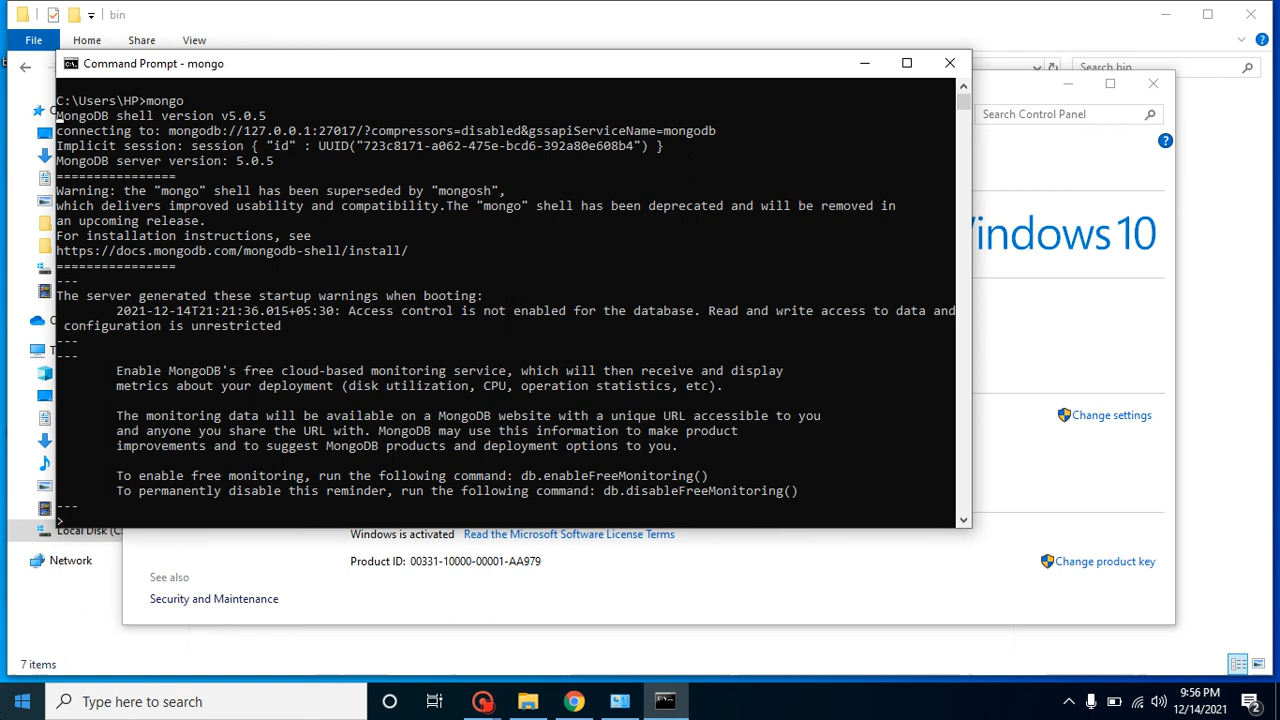 bin
File Home Share View
Search bin
Command Prompt - mongo
C:\Users\HP>mongo
MongoDB shell version v5.0.5
connecting to: mongodb://127.0.0.1:27017/?compressors=disabled&gssapiServiceName=mongodb
Implicit session: session { "id" : UUID("723c8171-a062-475e-bcd6-392a80e608b4") }
MongoDB server version: 5.0.5
================
Warning: the "mongo" shell has been superseded by "mongosh",
which delivers improved usability and compatibility.The "mongo" shell has been deprecated and will be removed in
an upcoming release.
For installation instructions, see
https://docs.mongodb.com/mongodb-shell/install/
================
---
The server generated these startup warnings when booting:
2021-12-14T21:21:36.015+05:30: Access control is not enabled for the database. Read and write access to data and
configuration is unrestricted
---
---
Enable MongoDB's free cloud-based monitoring service, which will then receive and display
metrics about your deployment (disk utilization, CPU, operation statistics, etc).
The monitoring data will be available on a MongoDB website with a unique URL accessible to you
and anyone you share the URL with. MongoDB may use this information to make product
improvements and to suggest MongoDB products and deployment options to you.
To enable free monitoring, run the following command: db.enableFreeMonitoring()
To permanently disable this reminder, run the following command: db.disableFreeMonitoring()
---
>
Search Control Panel
indows 10
Change settings
Local Disk (C
Network
Windows is activated Read the Microsoft Software License Terms
Product ID: 00331-10000-00001-AA979
Change product key
See also
Security and Maintenance
7 items
Type here to search
9:56 PM
12/14/2021
2